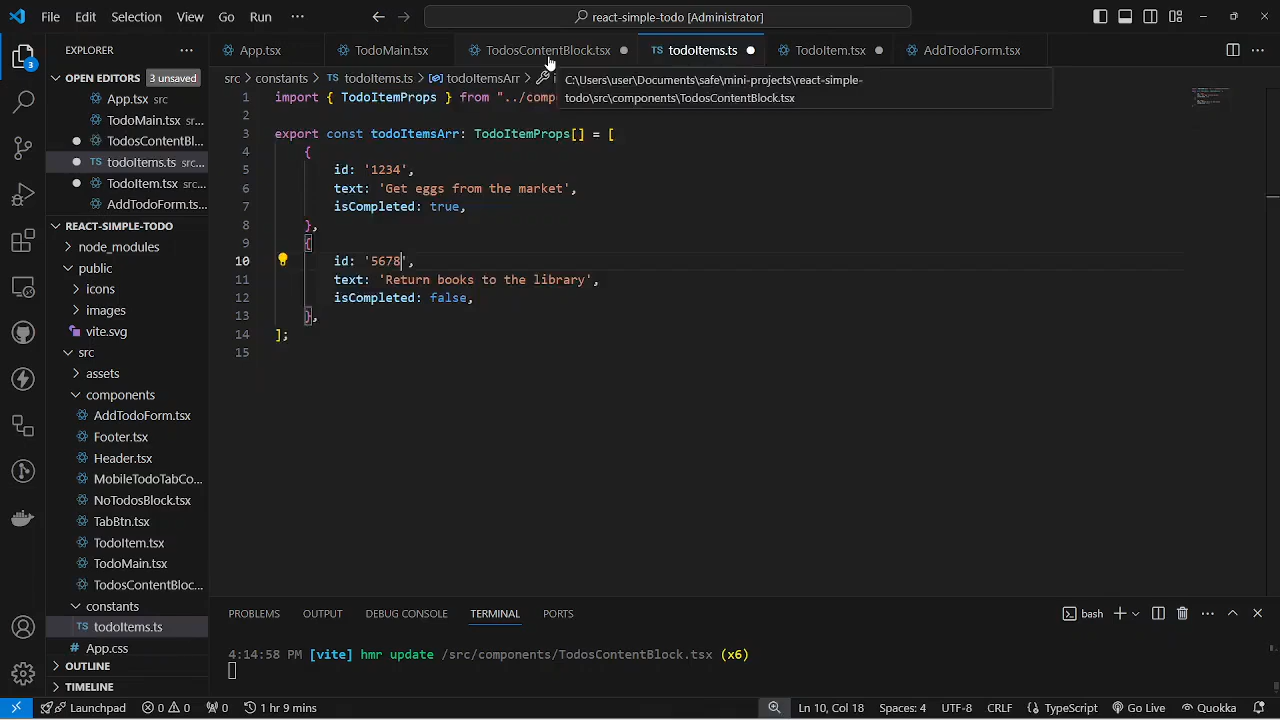 File Edit Selection View Go Run ···
react-simple-todo [Administrator]
EXPLORER ···
OPEN EDITORS 3 unsaved
App.tsx src
TodoMain.tsx src...
TodosContentBl...
TS todoItems.ts src...
TodoItem.tsx src...
AddTodoForm.ts...
REACT-SIMPLE-TODO
node_modules
public
icons
images
vite.svg
src
assets
components
AddTodoForm.tsx
Footer.tsx
Header.tsx
MobileTodoTabCo...
NoTodosBlock.tsx
TabBtn.tsx
TodoItem.tsx
TodoMain.tsx
TodosContentBloc...
constants
TS todoItems.ts
App.css
OUTLINE
TIMELINE
3
App.tsx TodoMain.tsx TodosContentBlock.tsx TS todoItems.ts TodoItem.tsx AddTodoForm.tsx ···
src > constants > TS todoItems.ts > todoItemsArr >
C:\Users\user\Documents\safe\mini-projects\react-simple-
todo\src\components\TodosContentBlock.tsx
1 import { TodoItemProps } from "../comp
2
3 export const todoItemsArr: TodoItemProps[] = [
4 {
5 id: '1234',
6 text: 'Get eggs from the market',
7 isCompleted: true,
8 },
9 {
10 id: '5678',
11 text: 'Return books to the library',
12 isCompleted: false,
13 },
14 ];
15
PROBLEMS OUTPUT DEBUG CONSOLE TERMINAL PORTS
bash
4:14:58 PM [vite] hmr update /src/components/TodosContentBlock.tsx (x6)
Launchpad 0 0 0 1 hr 9 mins Ln 10, Col 18 Spaces: 4 UTF-8 CRLF {} TypeScript Go Live Quokka